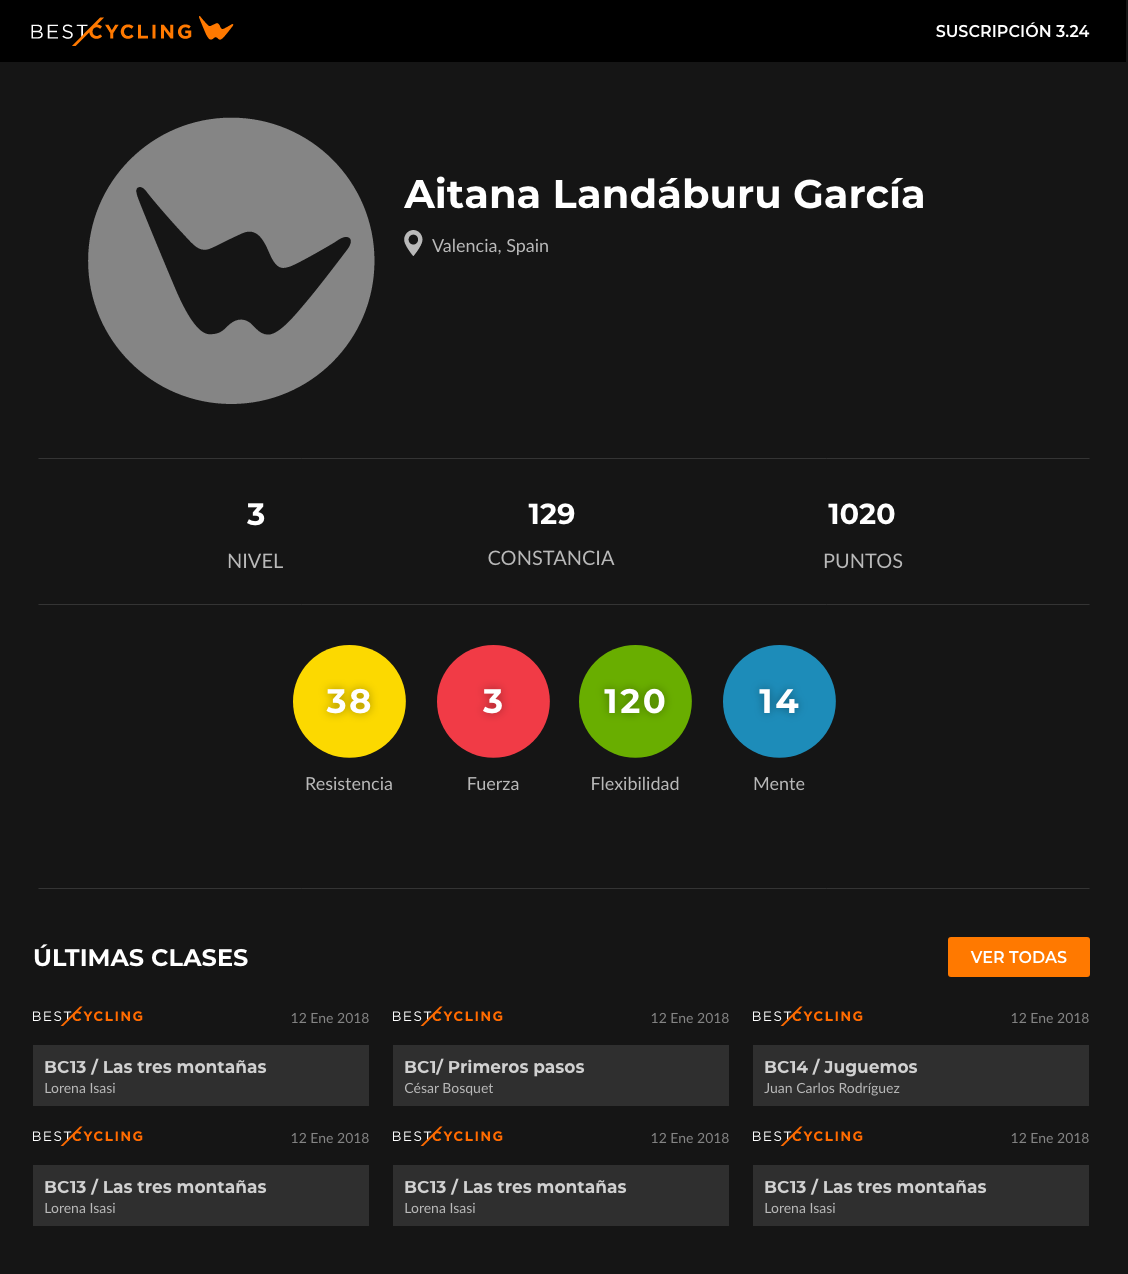 BESTCYCLING
SUSCRIPCIÓN 3.24
Aitana Landáburu García
Valencia, Spain
3
129
1020
NIVEL
CONSTANCIA
PUNTOS
38
3
120
14
Resistencia
Fuerza
Flexibilidad
Mente
ÚLTIMAS CLASES
VER TODAS
BESTCYCLING
12 Ene 2018
BC13 / Las tres montañas
Lorena Isasi
BESTCYCLING
12 Ene 2018
BC1/ Primeros pasos
César Bosquet
BESTCYCLING
12 Ene 2018
BC14 / Juguemos
Juan Carlos Rodríguez
BESTCYCLING
12 Ene 2018
BC13 / Las tres montañas
Lorena Isasi
BESTCYCLING
12 Ene 2018
BC13 / Las tres montañas
Lorena Isasi
BESTCYCLING
12 Ene 2018
BC13 / Las tres montañas
Lorena Isasi